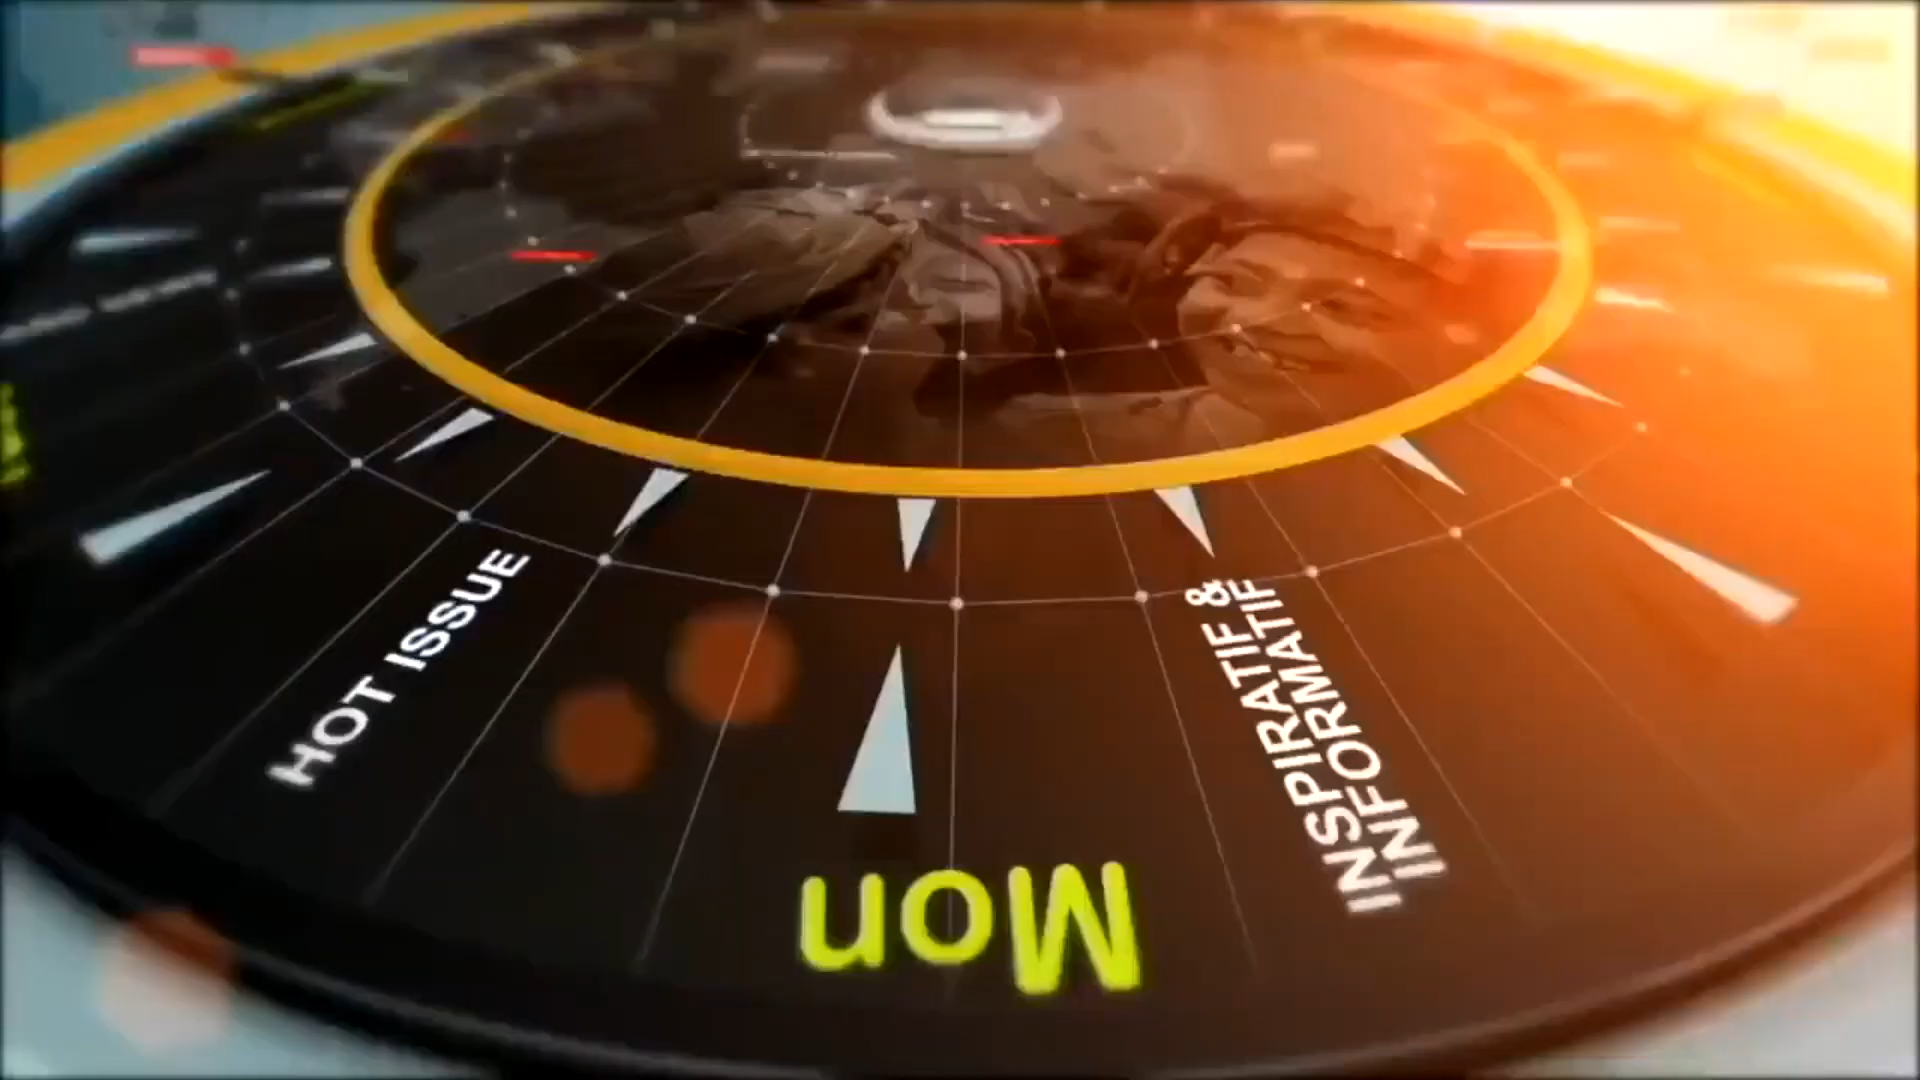 HOT ISSUE
INSPIRATIF &
INFORMATIF
Mon